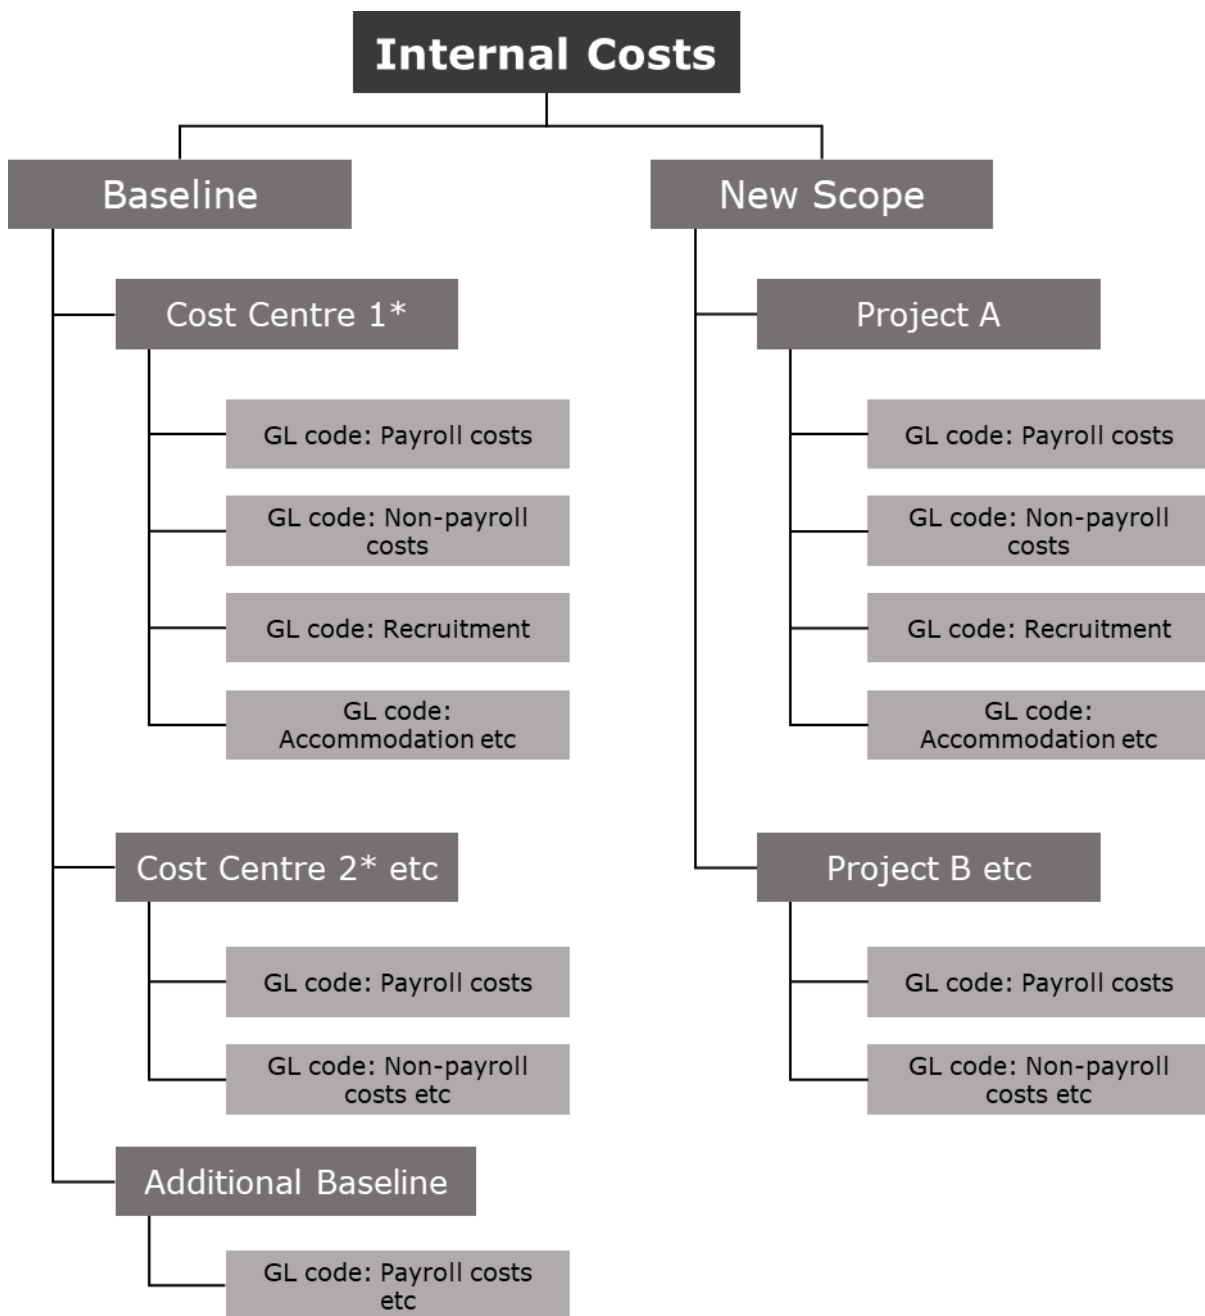 Internal Costs
Baseline
New Scope
Cost Centre 1*
Project A
GL code: Payroll costs
GL code: Payroll costs
GL code: Non-payroll
costs
GL code: Non-payroll
costs
GL code: Recruitment
GL code: Recruitment
GL code:
Accommodation etc
GL code:
Accommodation etc
Cost Centre 2* etc
Project B etc
GL code: Payroll costs
GL code: Payroll costs
GL code: Non-payroll
costs etc
GL code: Non-payroll
costs etc
Additional Baseline
GL code: Payroll costs
etc